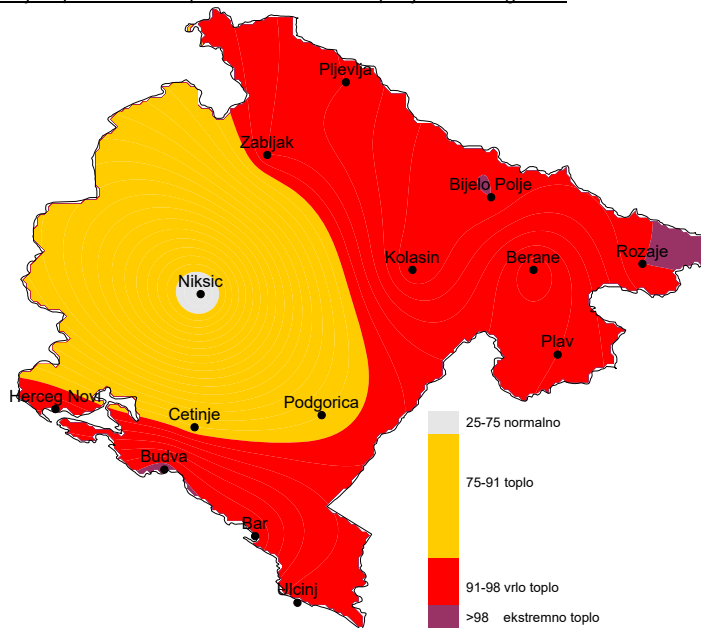 Pljevlja
Zabljak
Bijelo Polje
Kolasin
Berane
Rozaje
Niksic
Plav
Herceg Novi
Podgorica
Cetinje
Budva
Bar
Ulcinj
25-75 normalno
75-91 toplo
91-98 vrlo toplo
>98 ekstremno toplo